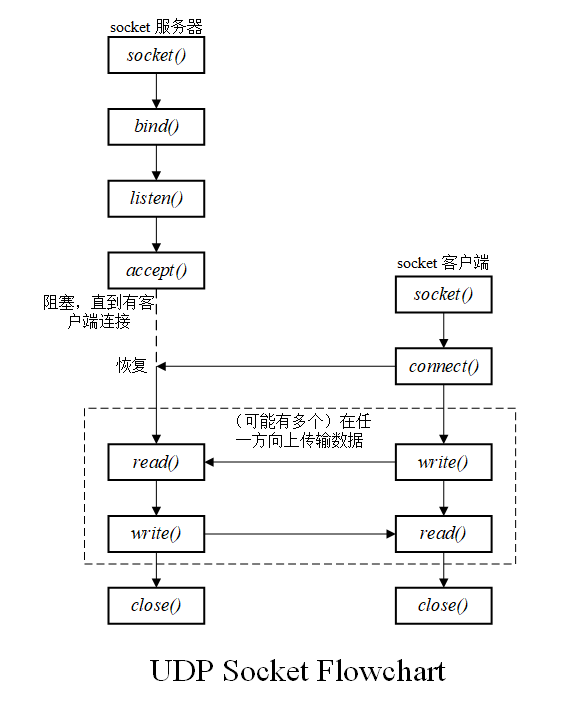 socket 服务器
socket()
bind()
listen()
accept()
阻塞，直到有客
户端连接
恢复
socket 客户端
socket()
connect()
（可能有多个）在任
一方向上传输数据
read()
write()
write()
read()
close()
close()
UDP Socket Flowchart